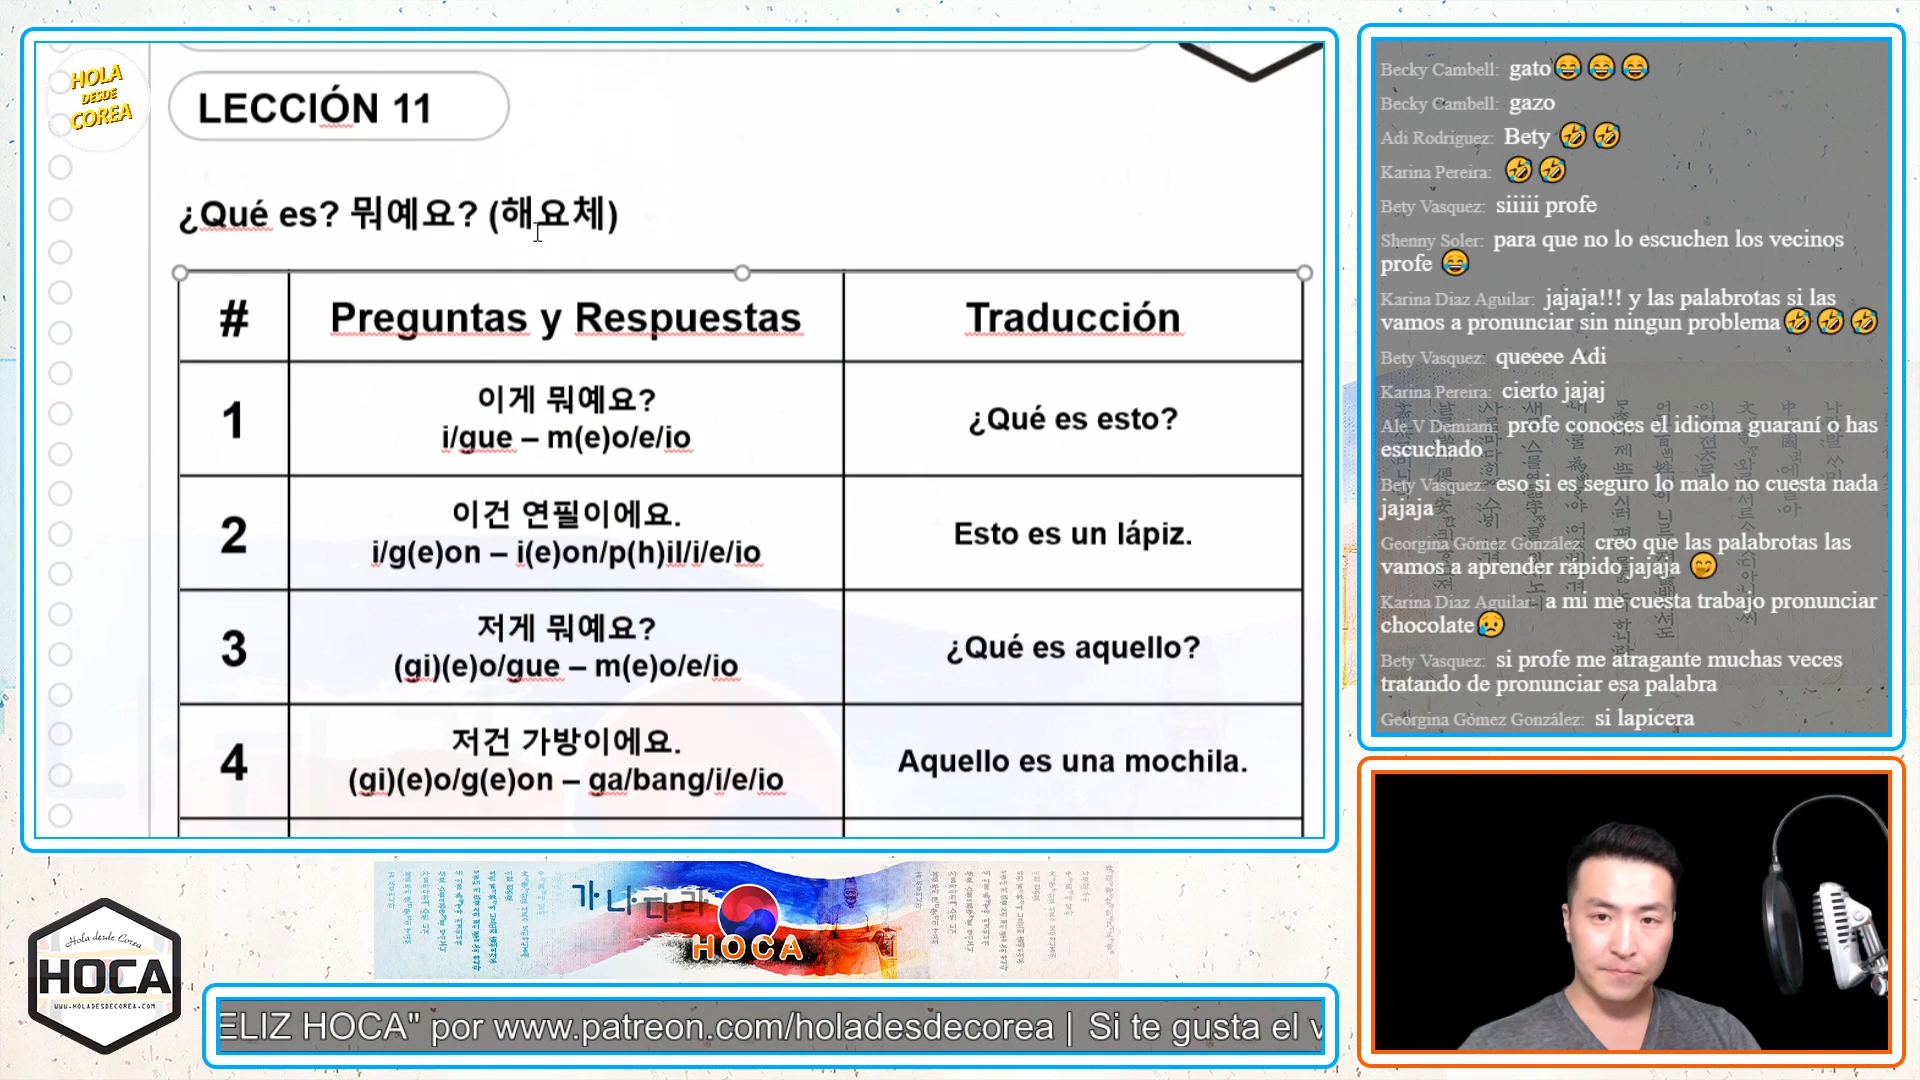 HOLA
DESDE
COREA
LECCIÓN 11
¿Qué es? 뭐예요? (해요체)
# Preguntas y Respuestas Traducción
1 이게 뭐예요? ¿Qué es esto?
i/gue – m(e)o/e/io
2 이건 연필이에요. Esto es un lápiz.
i/g(e)on – i(e)on/p(h)il/i/e/io
3 저게 뭐예요? ¿Qué es aquello?
(gi)(e)o/gue – m(e)o/e/io
4 저건 가방이에요. Aquello es una mochila.
(gi)(e)o/g(e)on – ga/bang/i/e/io
Becky Cambell: gato😂😂😂
Becky Cambell: gazo
Adi Rodriguez: Bety 🤣🤣
Karina Pereira: 🤣🤣
Bety Vasquez: siiiii profe
Shenny Soler: para que no lo escuchen los vecinos
profe 😂
Karina Diaz Aguilar: jajaja!!! y las palabrotas si las
vamos a pronunciar sin ningun problema🤣🤣🤣
Bety Vasquez: queeee Adi
Karina Pereira: cierto jajaj
Ale V Demiam: profe conoces el idioma guaraní o has
escuchado
Bety Vasquez: eso si es seguro lo malo no cuesta nada
jajaja
Georgina Gómez González: creo que las palabrotas las
vamos a aprender rápido jajaja 🤭
Karina Diaz Aguilar: a mi me cuesta trabajo pronunciar
chocolate😥
Bety Vasquez: si profe me atragante muchas veces
tratando de pronunciar esa palabra
Georgina Gómez González: si lapicera
가나다라
HOCA
Hola desde Corea
HOCA
WWW.HOLADESDECOREA.COM
ELIZ HOCA" por www.patreon.com/holadesdecorea | Si te gusta el v